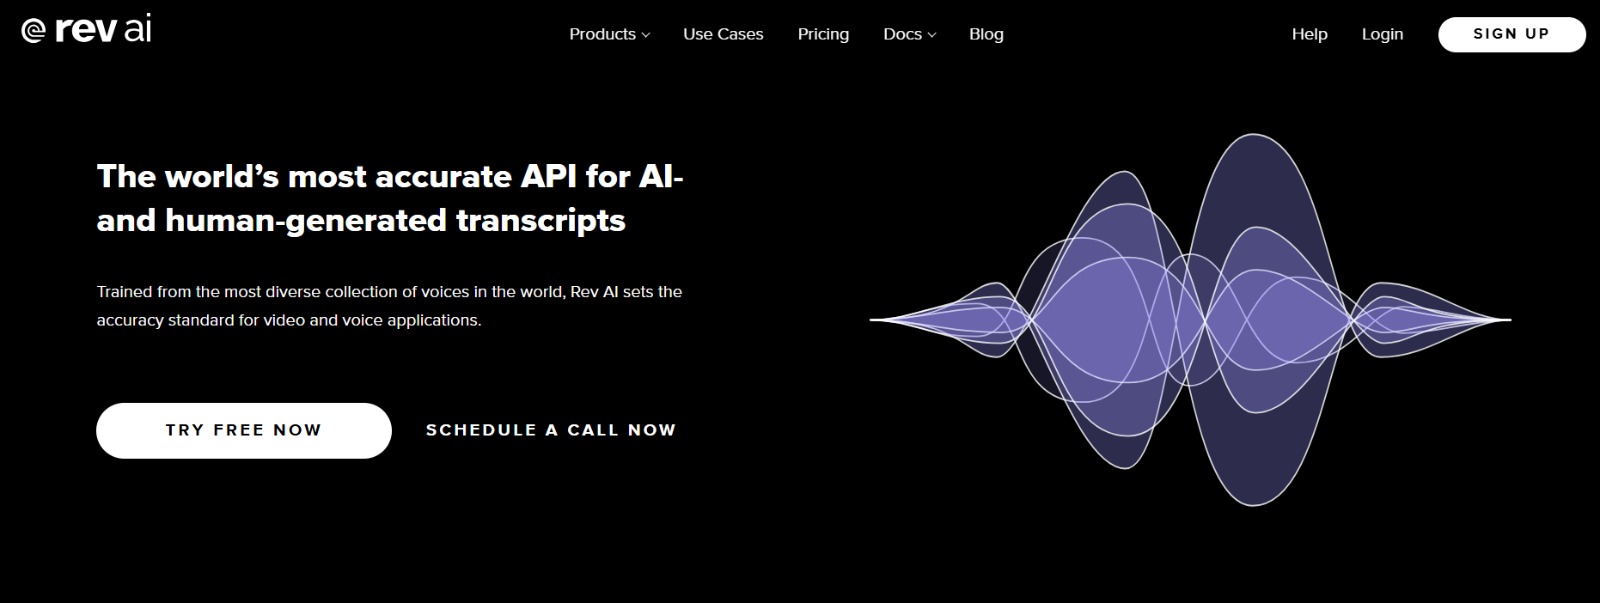 rev ai
Products
Use Cases
Pricing
Docs
Blog
Help
Login
SIGN UP
The world’s most accurate API for AI-
and human-generated transcripts
Trained from the most diverse collection of voices in the world, Rev AI sets the
accuracy standard for video and voice applications.
TRY FREE NOW
SCHEDULE A CALL NOW